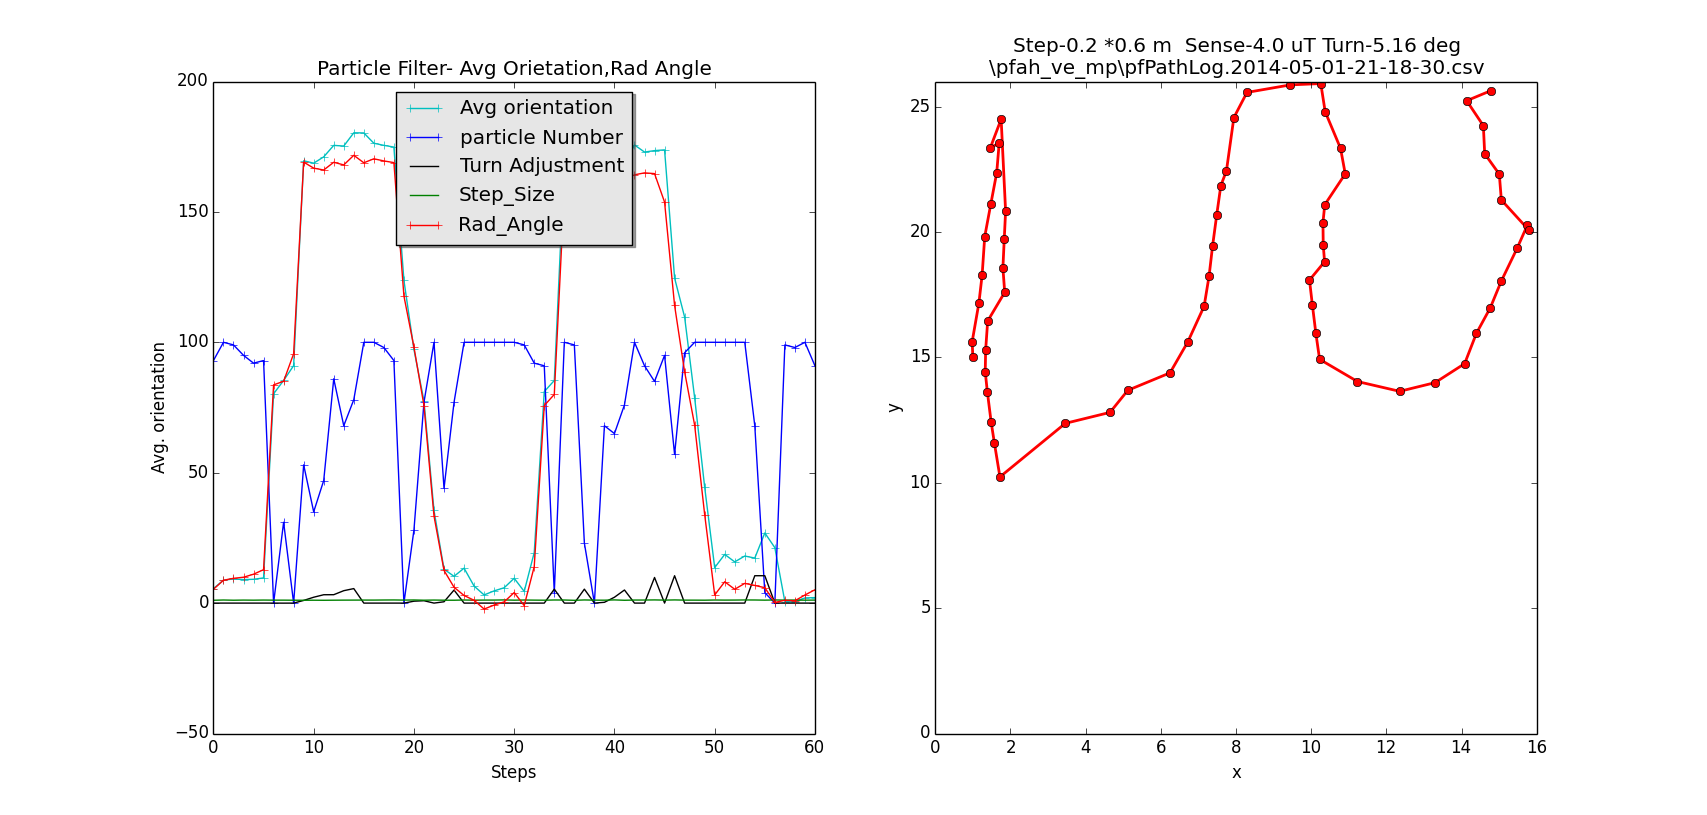 Particle Filter- Avg Orietation,Rad Angle
Avg orientation
particle Number
Turn Adjustment
Step_Size
Rad_Angle
200
150
100
50
0
−50
Avg. orientation
0 10 20 30 40 50 60
Steps
Step-0.2 *0.6 m  Sense-4.0 uT Turn-5.16 deg
\pfah_ve_mp\pfPathLog.2014-05-01-21-18-30.csv
25
20
15
10
5
0
y
0 2 4 6 8 10 12 14 16
x